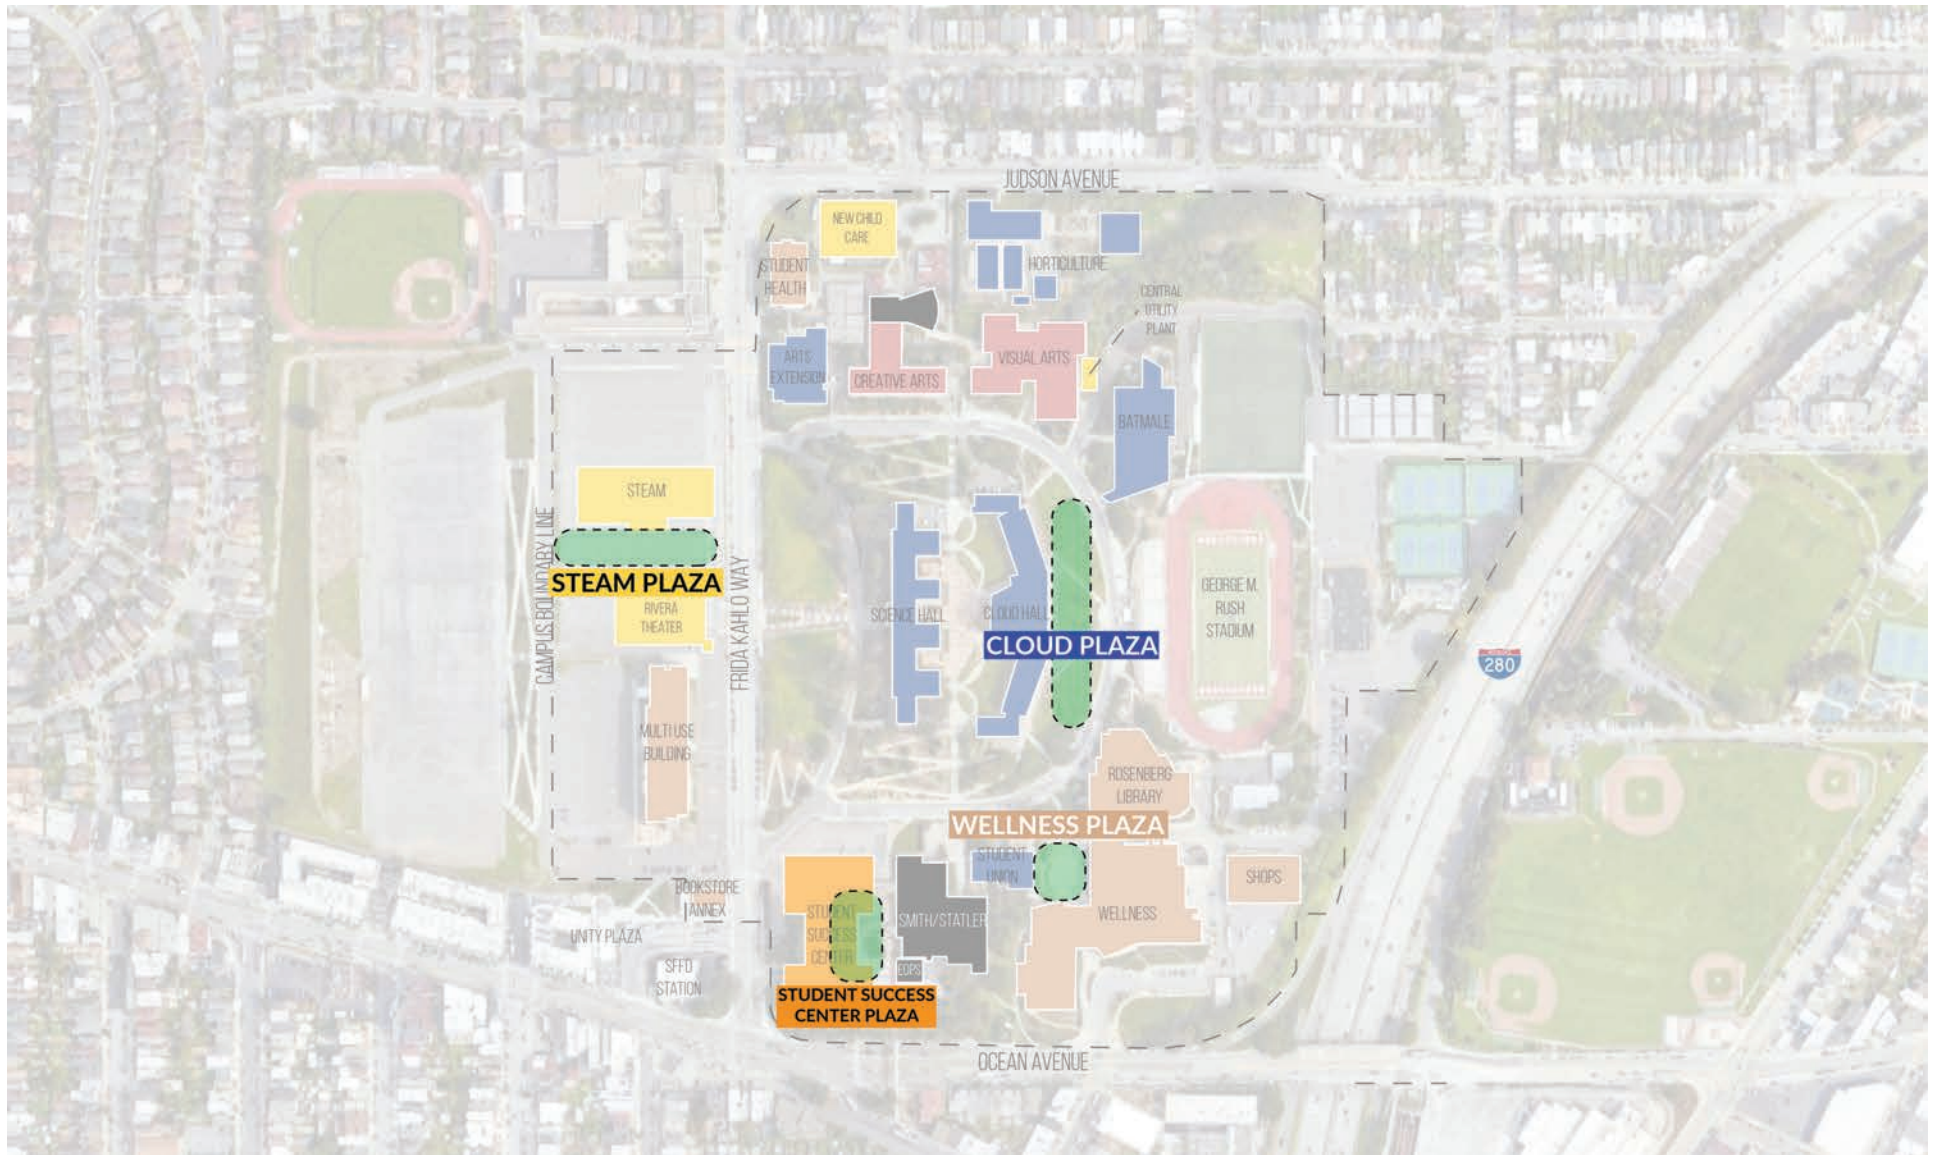 JUDSON AVENUE
NEW CHILD
CARE
STUDENT
HEALTH
HORTICULTURE
CENTRAL
UTILITY
PLANT
ARTS
EXTENSION
CREATIVE ARTS
VISUAL ARTS
BATMALE
STEAM
CAMPUS BOUNDARY LINE
STEAM PLAZA
RIVERA
THEATER
FRIDA KAHLO WAY
SCIENCE HALL
CLOUD HALL
CLOUD PLAZA
GEORGE M.
RUSH
STADIUM
280
MULTI USE
BUILDING
ROSENBERG
LIBRARY
WELLNESS PLAZA
STUDENT
UNION
SHOPS
BOOKSTORE
ANNEX
STUDENT
SUCCESS
CENTER
SMITH/STATLER
WELLNESS
UNITY PLAZA
SFFD
STATION
EOPS
STUDENT SUCCESS
CENTER PLAZA
OCEAN AVENUE